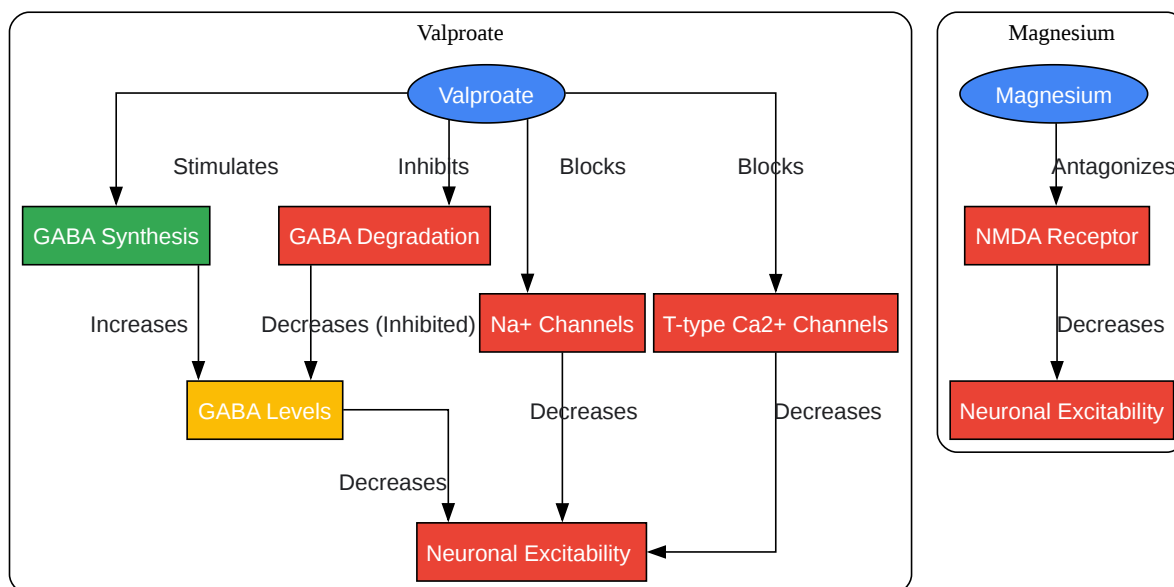 Valproate
Valproate
Stimulates
Inhibits
Blocks
Blocks
GABA Synthesis
GABA Degradation
Na+ Channels
T-type Ca2+ Channels
Increases
Decreases (Inhibited)
GABA Levels
Decreases
Decreases
Decreases
Neuronal Excitability
Magnesium
Magnesium
Antagonizes
NMDA Receptor
Decreases
Neuronal Excitability